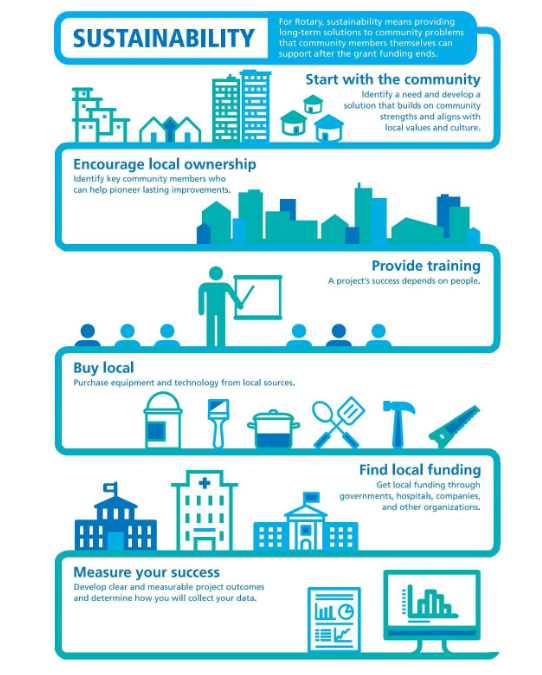 SUSTAINABILITY
For Rotary, sustainability means providing
long-term solutions to community problems
that community members themselves can
support after the grant funding ends.
Start with the community
Identify a need and develop a
solution that builds on community
strengths and aligns with
local values and culture.
Encourage local ownership
Identify key community members who
can help pioneer lasting improvements.
Provide training
A project's success depends on people.
Buy local
Purchase equipment and technology from local sources.
Find local funding
Get local funding through
governments, hospitals, companies,
and other organizations.
Measure your success
Develop clear and measurable project outcomes
and determine how you will collect your data.